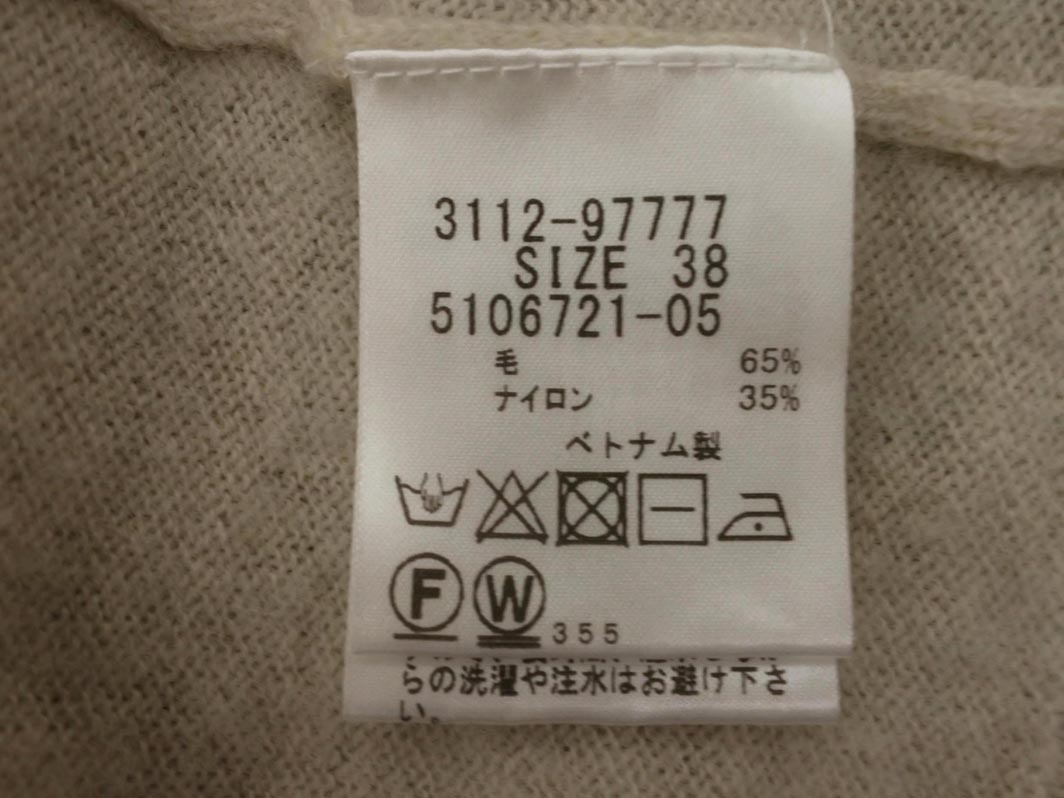 3112-97777
SIZE 38
5106721-05
毛 65%
ナイロン 35%
ベトナム製
F W 355
らの洗濯や注水はお避け下さ
い。